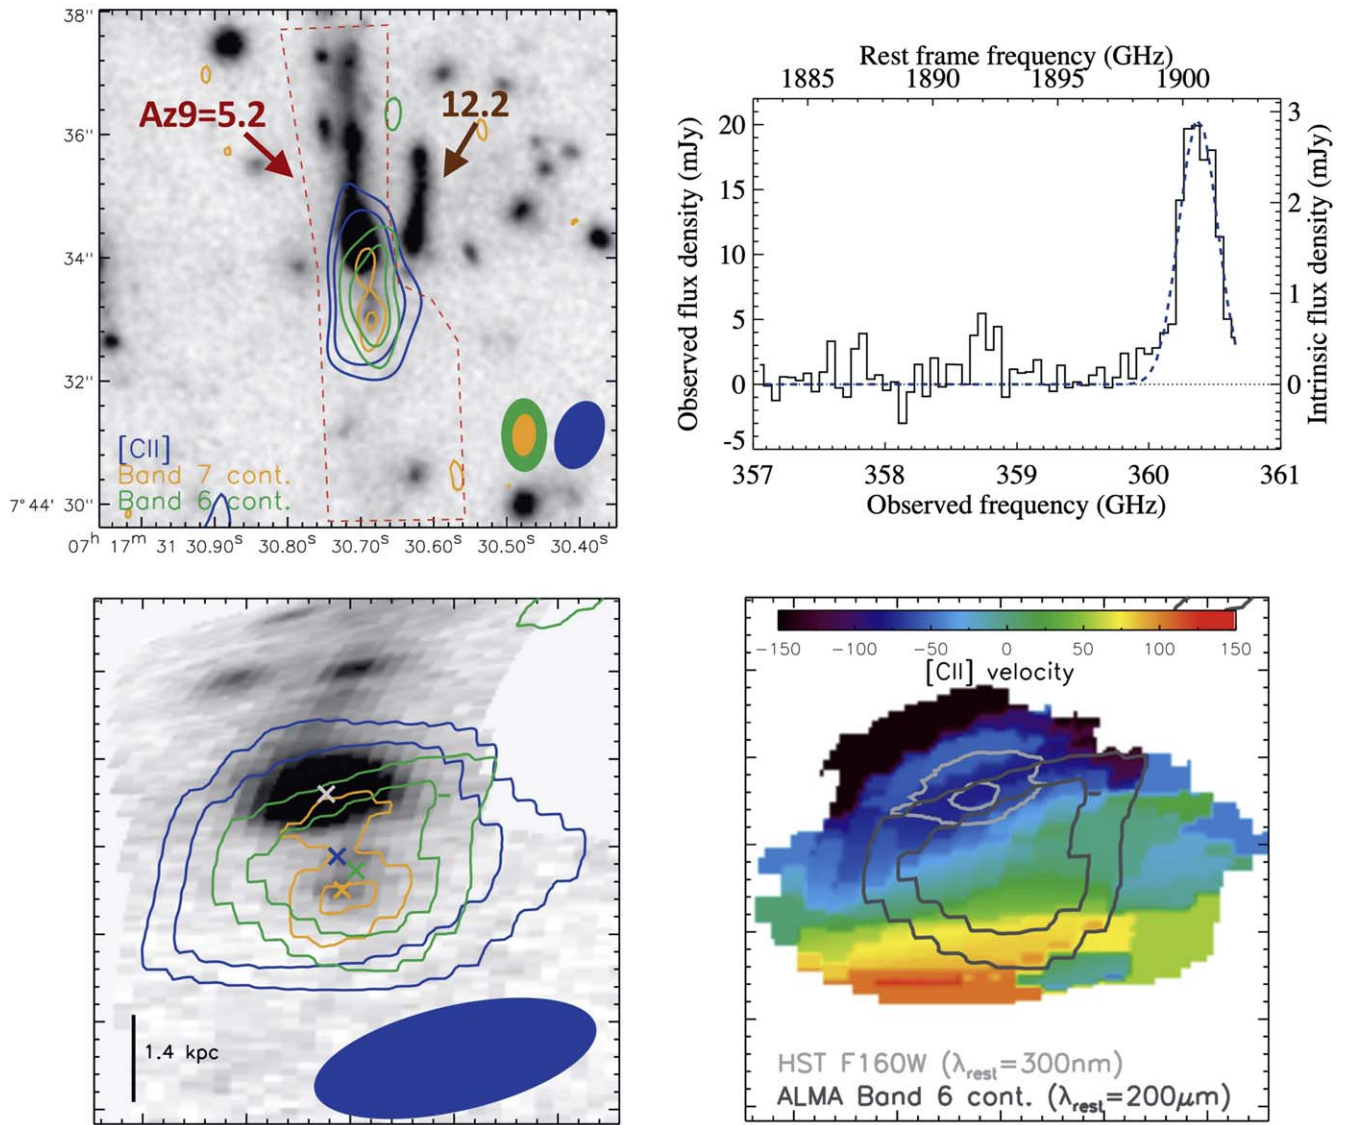 38''
36''
34''
32''
7° 44' 30''
Az9=5.2
12.2
[CII]
Band 7 cont.
Band 6 cont.
07ʰ 17ᵐ 31 30.90ˢ 30.80ˢ 30.70ˢ 30.60ˢ 30.50ˢ 30.40ˢ
Rest frame frequency (GHz)
1885 1890 1895 1900
Observed flux density (mJy)
20
15
10
5
0
-5
3
2
1
0
Intrinsic flux density (mJy)
357 358 359 360 361
Observed frequency (GHz)
1.4 kpc
−150 −100 −50 0 50 100 150
[CII] velocity
HST F160W (λrest=300nm)
ALMA Band 6 cont. (λrest=200μm)